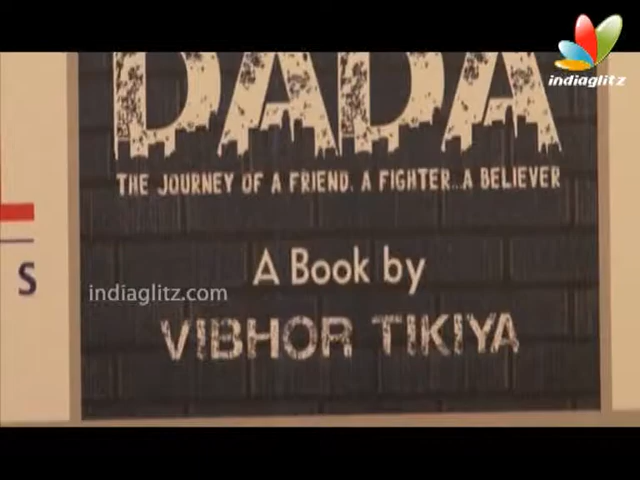 indiaglitz
DADA
THE JOURNEY OF A FRIEND, A FIGHTER...A BELIEVER
A Book by
indiaglitz.com
VIBHOR TIKIYA
S